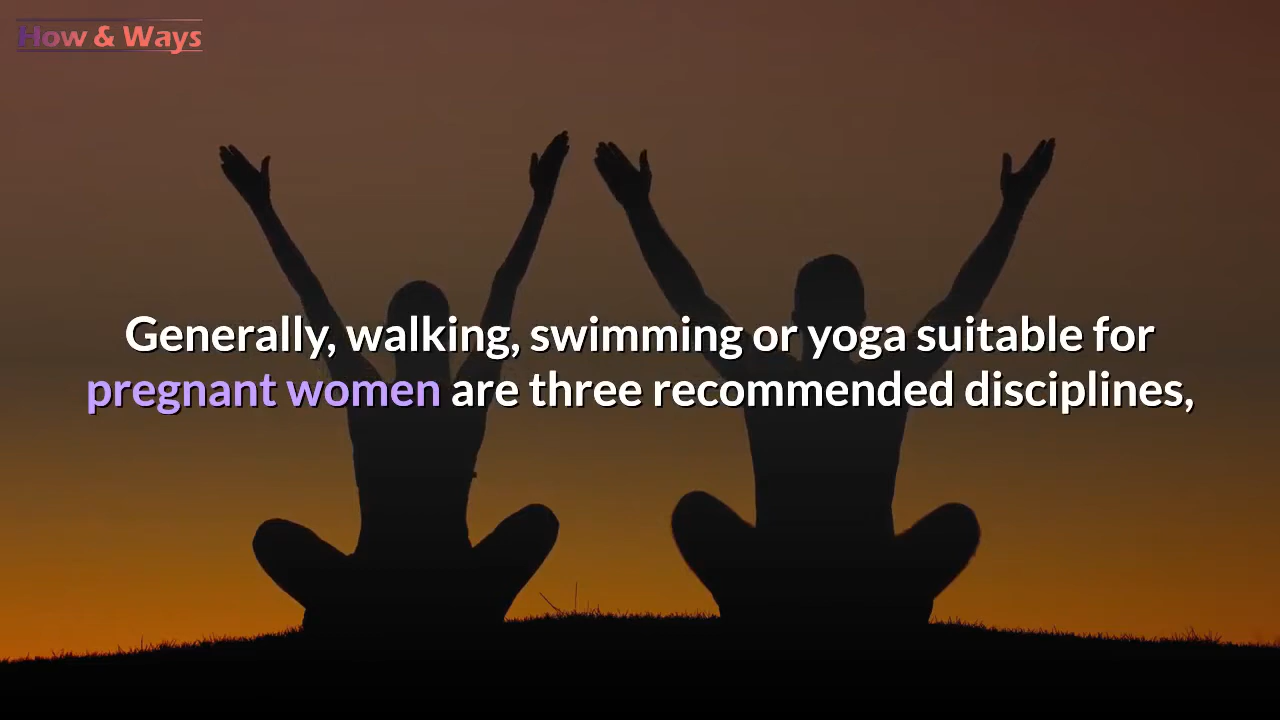 How & Ways
Generally, walking, swimming or yoga suitable for
pregnant women are three recommended disciplines,